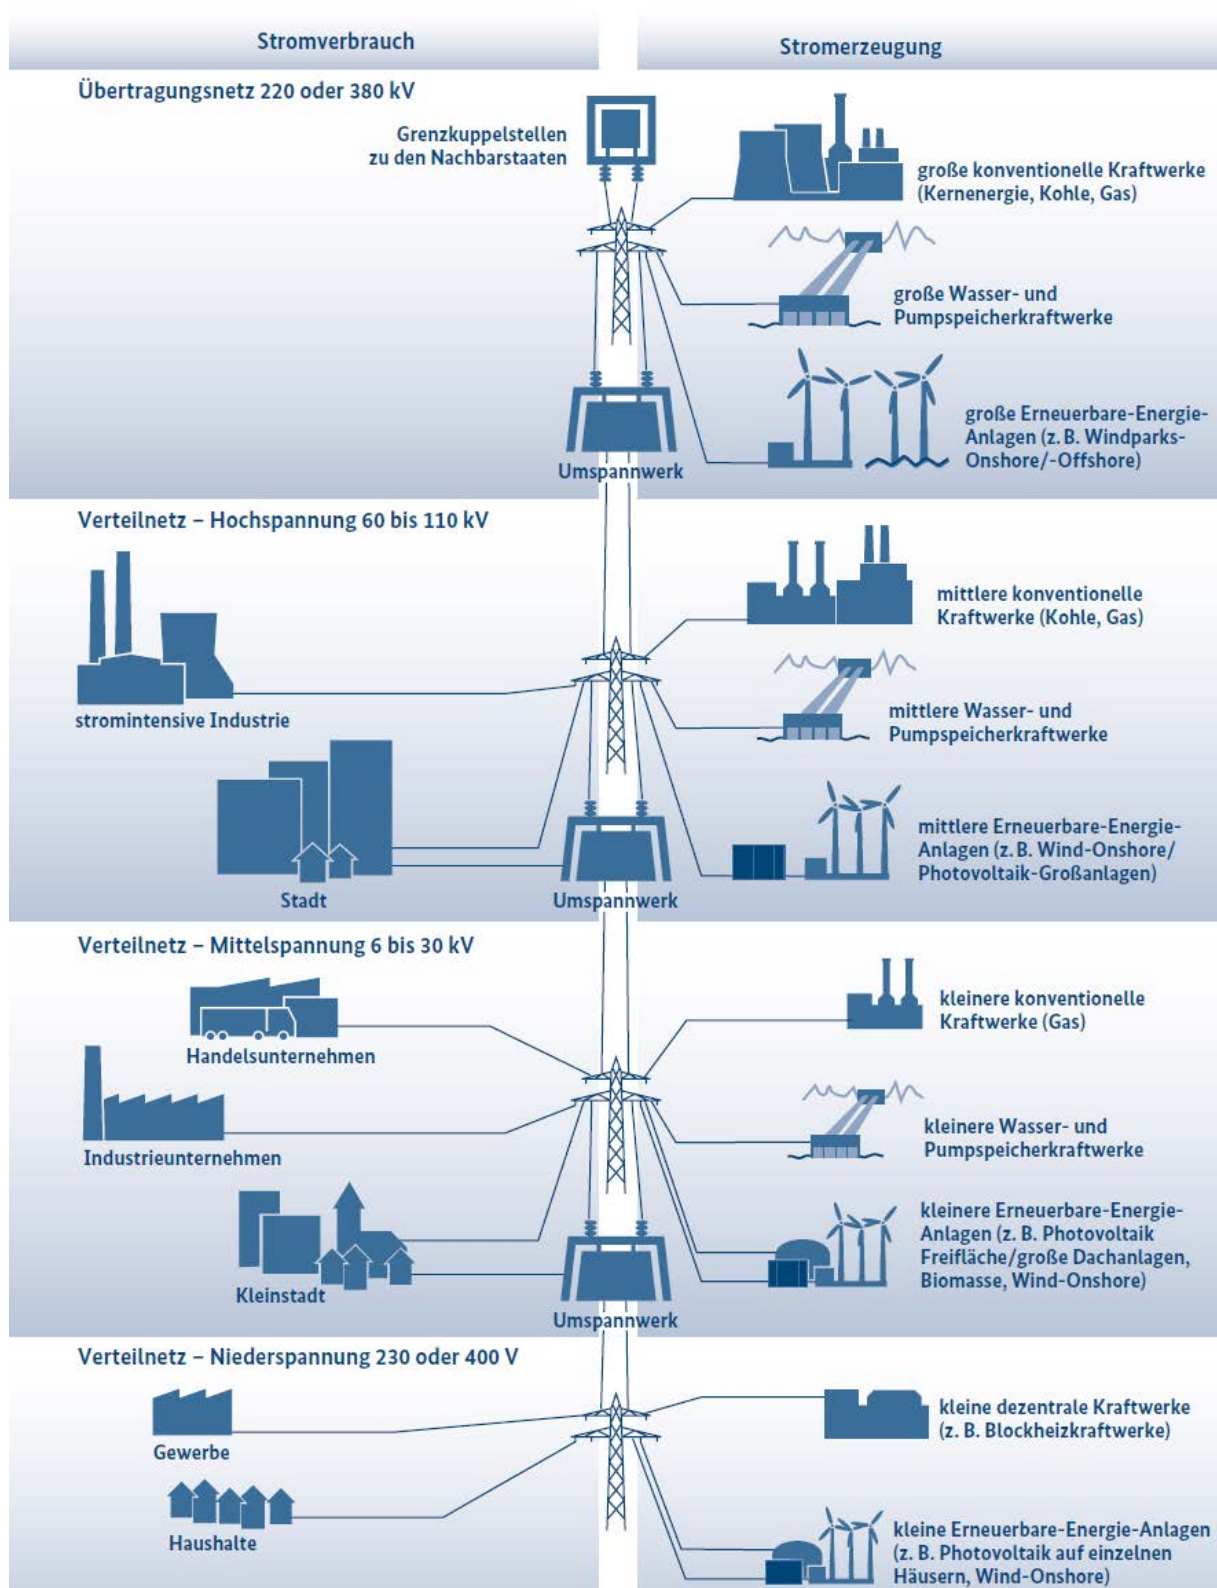 Stromverbrauch
Stromerzeugung
Übertragungsnetz 220 oder 380 kV
Grenzkuppelstellen
zu den Nachbarstaaten
große konventionelle Kraftwerke
(Kernenergie, Kohle, Gas)
große Wasser- und
Pumpspeicherkraftwerke
große Erneuerbare-Energie-
Anlagen (z. B. Windparks-
Onshore/-Offshore)
Umspannwerk
Verteilnetz – Hochspannung 60 bis 110 kV
stromintensive Industrie
Stadt
mittlere konventionelle
Kraftwerke (Kohle, Gas)
mittlere Wasser- und
Pumpspeicherkraftwerke
mittlere Erneuerbare-Energie-
Anlagen (z. B. Wind-Onshore/
Photovoltaik-Großanlagen)
Umspannwerk
Verteilnetz – Mittelspannung 6 bis 30 kV
Handelsunternehmen
Industrieunternehmen
Kleinstadt
kleinere konventionelle
Kraftwerke (Gas)
kleinere Wasser- und
Pumpspeicherkraftwerke
kleinere Erneuerbare-Energie-
Anlagen (z. B. Photovoltaik
Freifläche/große Dachanlagen,
Biomasse, Wind-Onshore)
Umspannwerk
Verteilnetz – Niederspannung 230 oder 400 V
Gewerbe
Haushalte
kleine dezentrale Kraftwerke
(z. B. Blockheizkraftwerke)
kleine Erneuerbare-Energie-Anlagen
(z. B. Photovoltaik auf einzelnen
Häusern, Wind-Onshore)